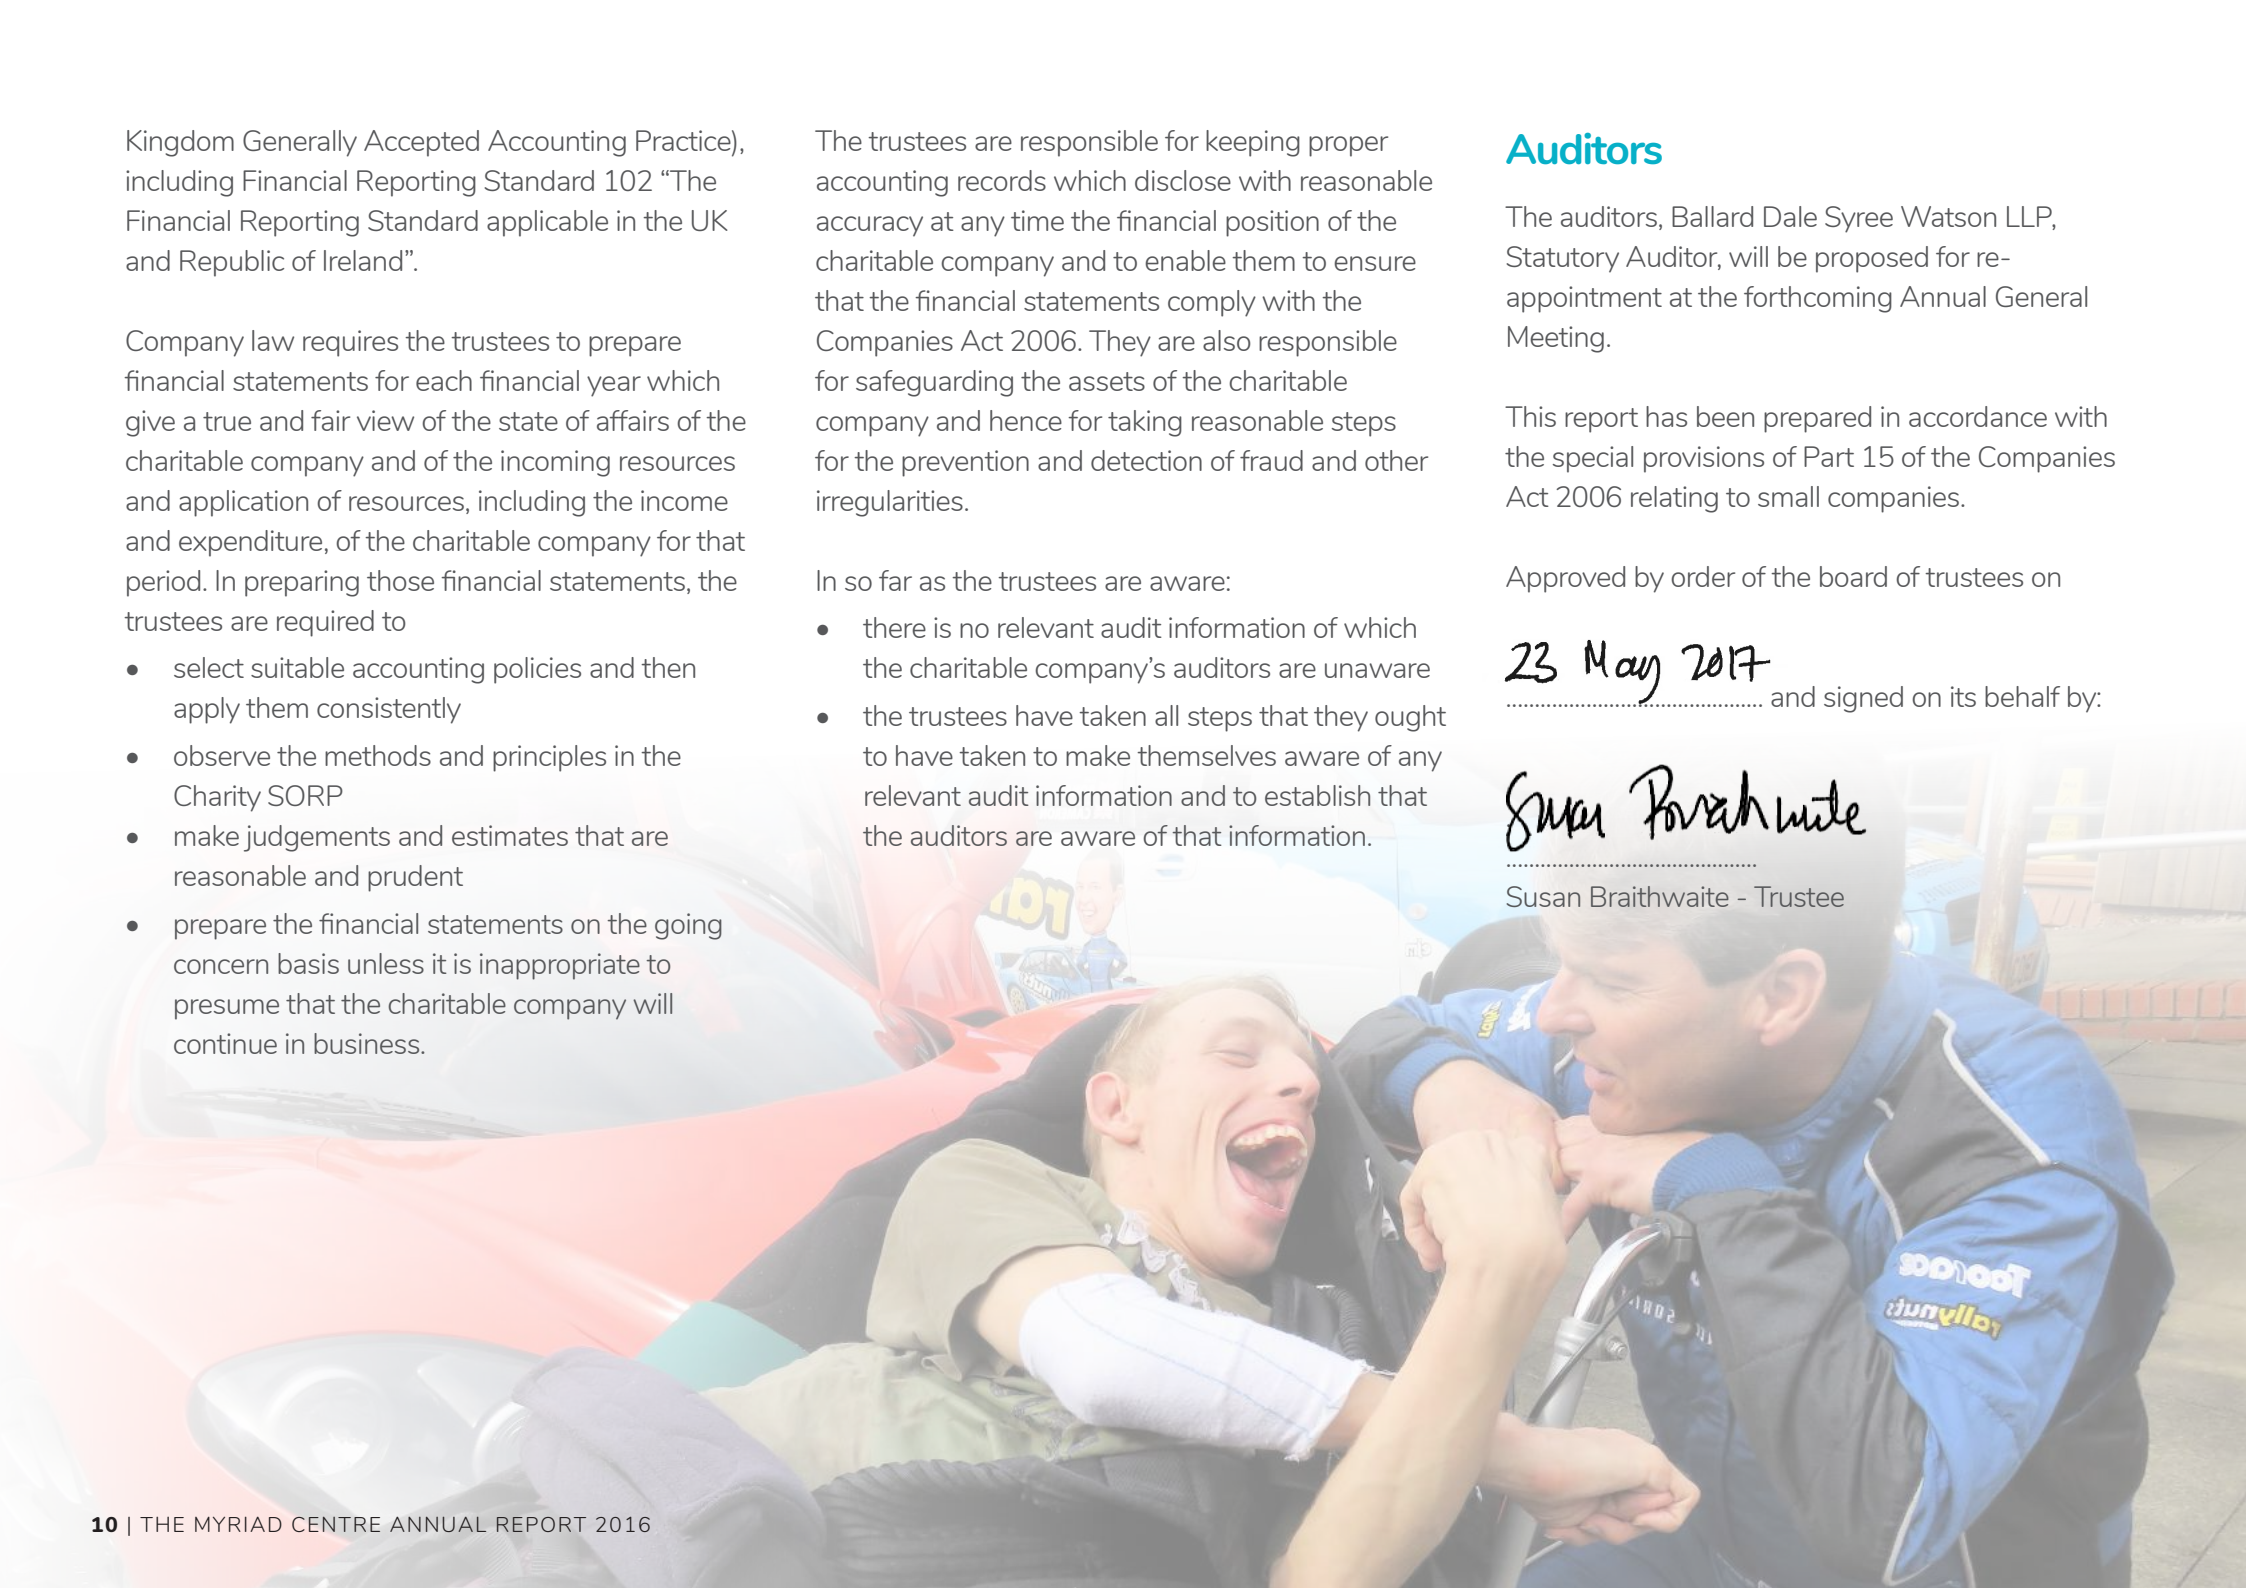 Kingdom Generally Accepted Accounting Practice),
including Financial Reporting Standard 102 “The
Financial Reporting Standard applicable in the UK
and Republic of Ireland”.
Company law requires the trustees to prepare
financial statements for each financial year which
give a true and fair view of the state of affairs of the
charitable company and of the incoming resources
and application of resources, including the income
and expenditure, of the charitable company for that
period. In preparing those financial statements, the
trustees are required to
• select suitable accounting policies and then
apply them consistently
• observe the methods and principles in the
Charity SORP
• make judgements and estimates that are
reasonable and prudent
• prepare the financial statements on the going
concern basis unless it is inappropriate to
presume that the charitable company will
continue in business.
The trustees are responsible for keeping proper
accounting records which disclose with reasonable
accuracy at any time the financial position of the
charitable company and to enable them to ensure
that the financial statements comply with the
Companies Act 2006. They are also responsible
for safeguarding the assets of the charitable
company and hence for taking reasonable steps
for the prevention and detection of fraud and other
irregularities.
In so far as the trustees are aware:
• there is no relevant audit information of which
the charitable company’s auditors are unaware
• the trustees have taken all steps that they ought
to have taken to make themselves aware of any
relevant audit information and to establish that
the auditors are aware of that information.
Auditors
The auditors, Ballard Dale Syree Watson LLP,
Statutory Auditor, will be proposed for re-
appointment at the forthcoming Annual General
Meeting.
This report has been prepared in accordance with
the special provisions of Part 15 of the Companies
Act 2006 relating to small companies.
Approved by order of the board of trustees on
23 May 2017
and signed on its behalf by:
Susan Braithwaite
Susan Braithwaite - Trustee
Toorace
rallynuts
10 | THE MYRIAD CENTRE ANNUAL REPORT 2016